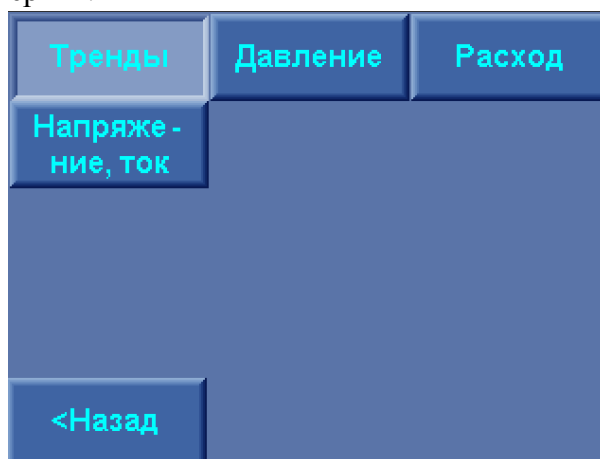 Тренды Давление Расход
Напряже-
ние, ток
<Назад